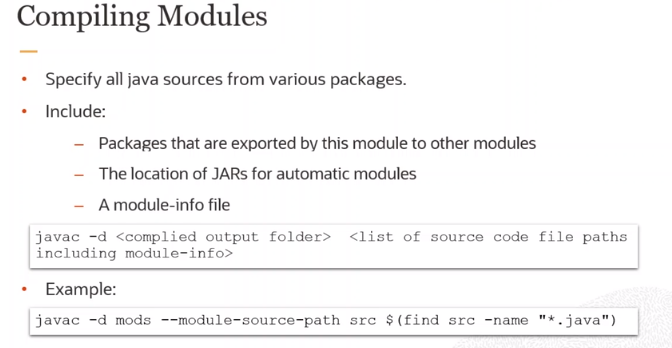 Compiling Modules
• Specify all java sources from various packages.
• Include:
– Packages that are exported by this module to other modules
– The location of JARs for automatic modules
– A module-info file
javac -d <complied output folder>  <list of source code file paths
including module-info>
• Example:
javac -d mods --module-source-path src $(find src -name "*.java")